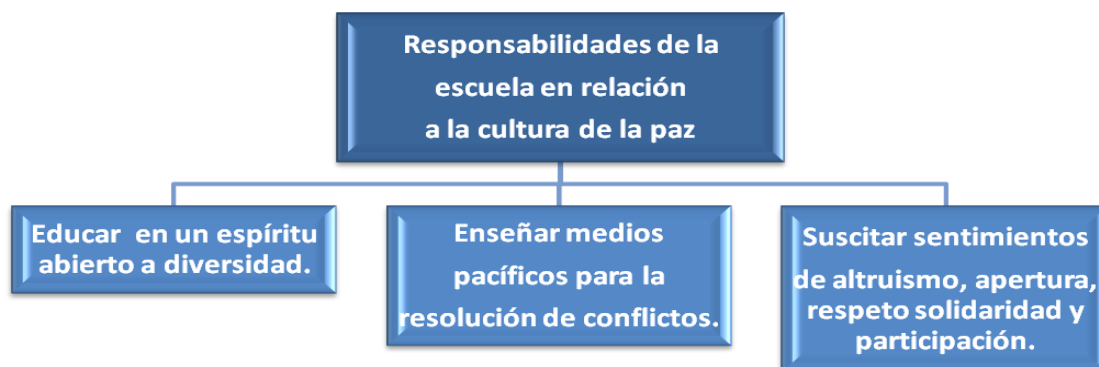 Responsabilidades de la
escuela en relación
a la cultura de la paz
Educar en un espíritu
abierto a diversidad.
Enseñar medios
pacíficos para la
resolución de conflictos.
Suscitar sentimientos
de altruismo, apertura,
respeto solidaridad y
participación.